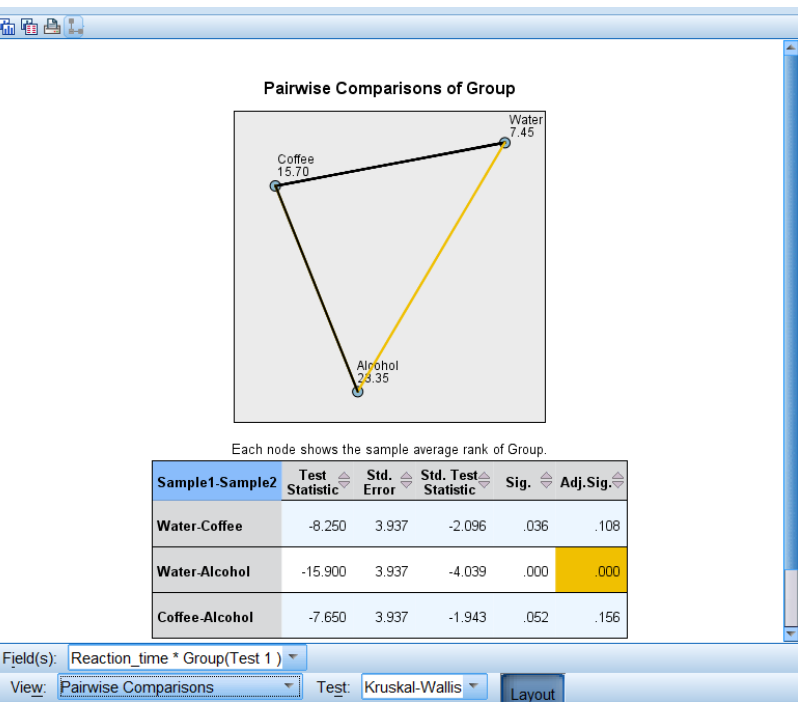 Pairwise Comparisons of Group
Water
7.45
Coffee
15.70
Alcohol
23.35
Each node shows the sample average rank of Group.
Sample1-Sample2 Test Statistic Std. Error Std. Test Statistic Sig. Adj.Sig.
Water-Coffee -8.250 3.937 -2.096 .036 .108
Water-Alcohol -15.900 3.937 -4.039 .000 .000
Coffee-Alcohol -7.650 3.937 -1.943 .052 .156
Field(s): Reaction_time * Group(Test 1 )
View: Pairwise Comparisons Test: Kruskal-Wallis Layout